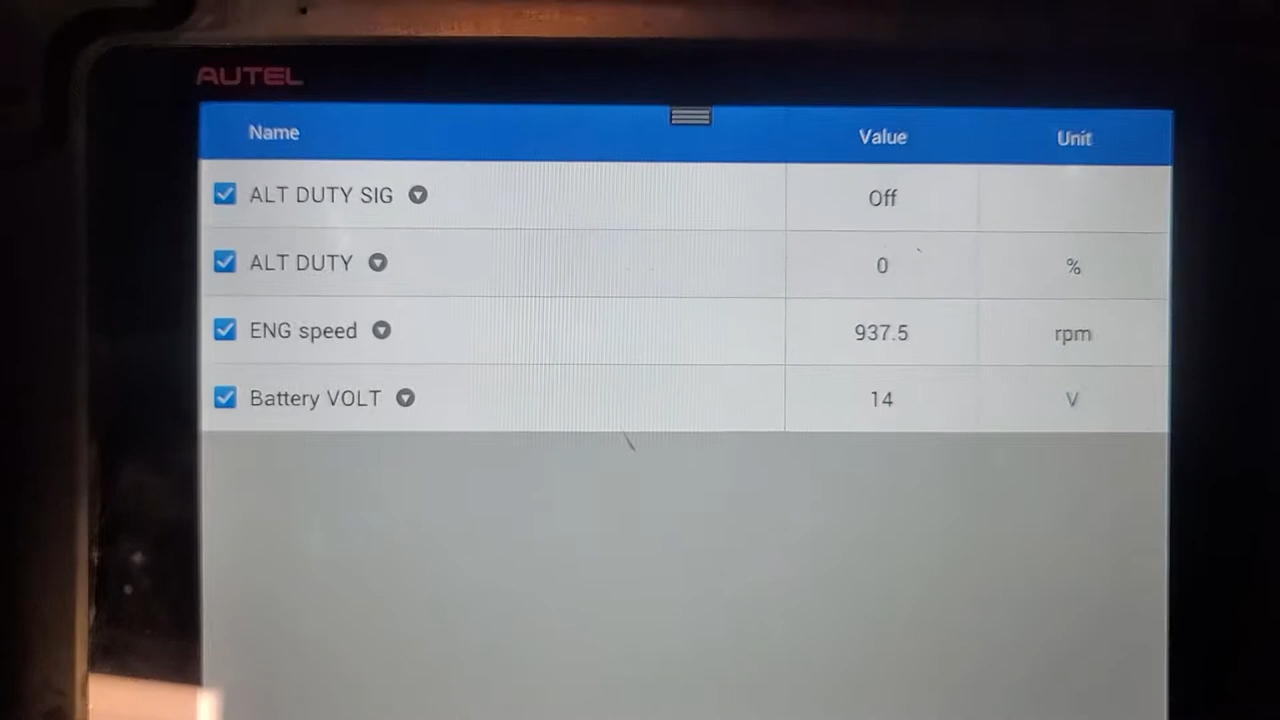 AUTEL
Name Value Unit
ALT DUTY SIG Off
ALT DUTY 0 %
ENG speed 937.5 rpm
Battery VOLT 14 V